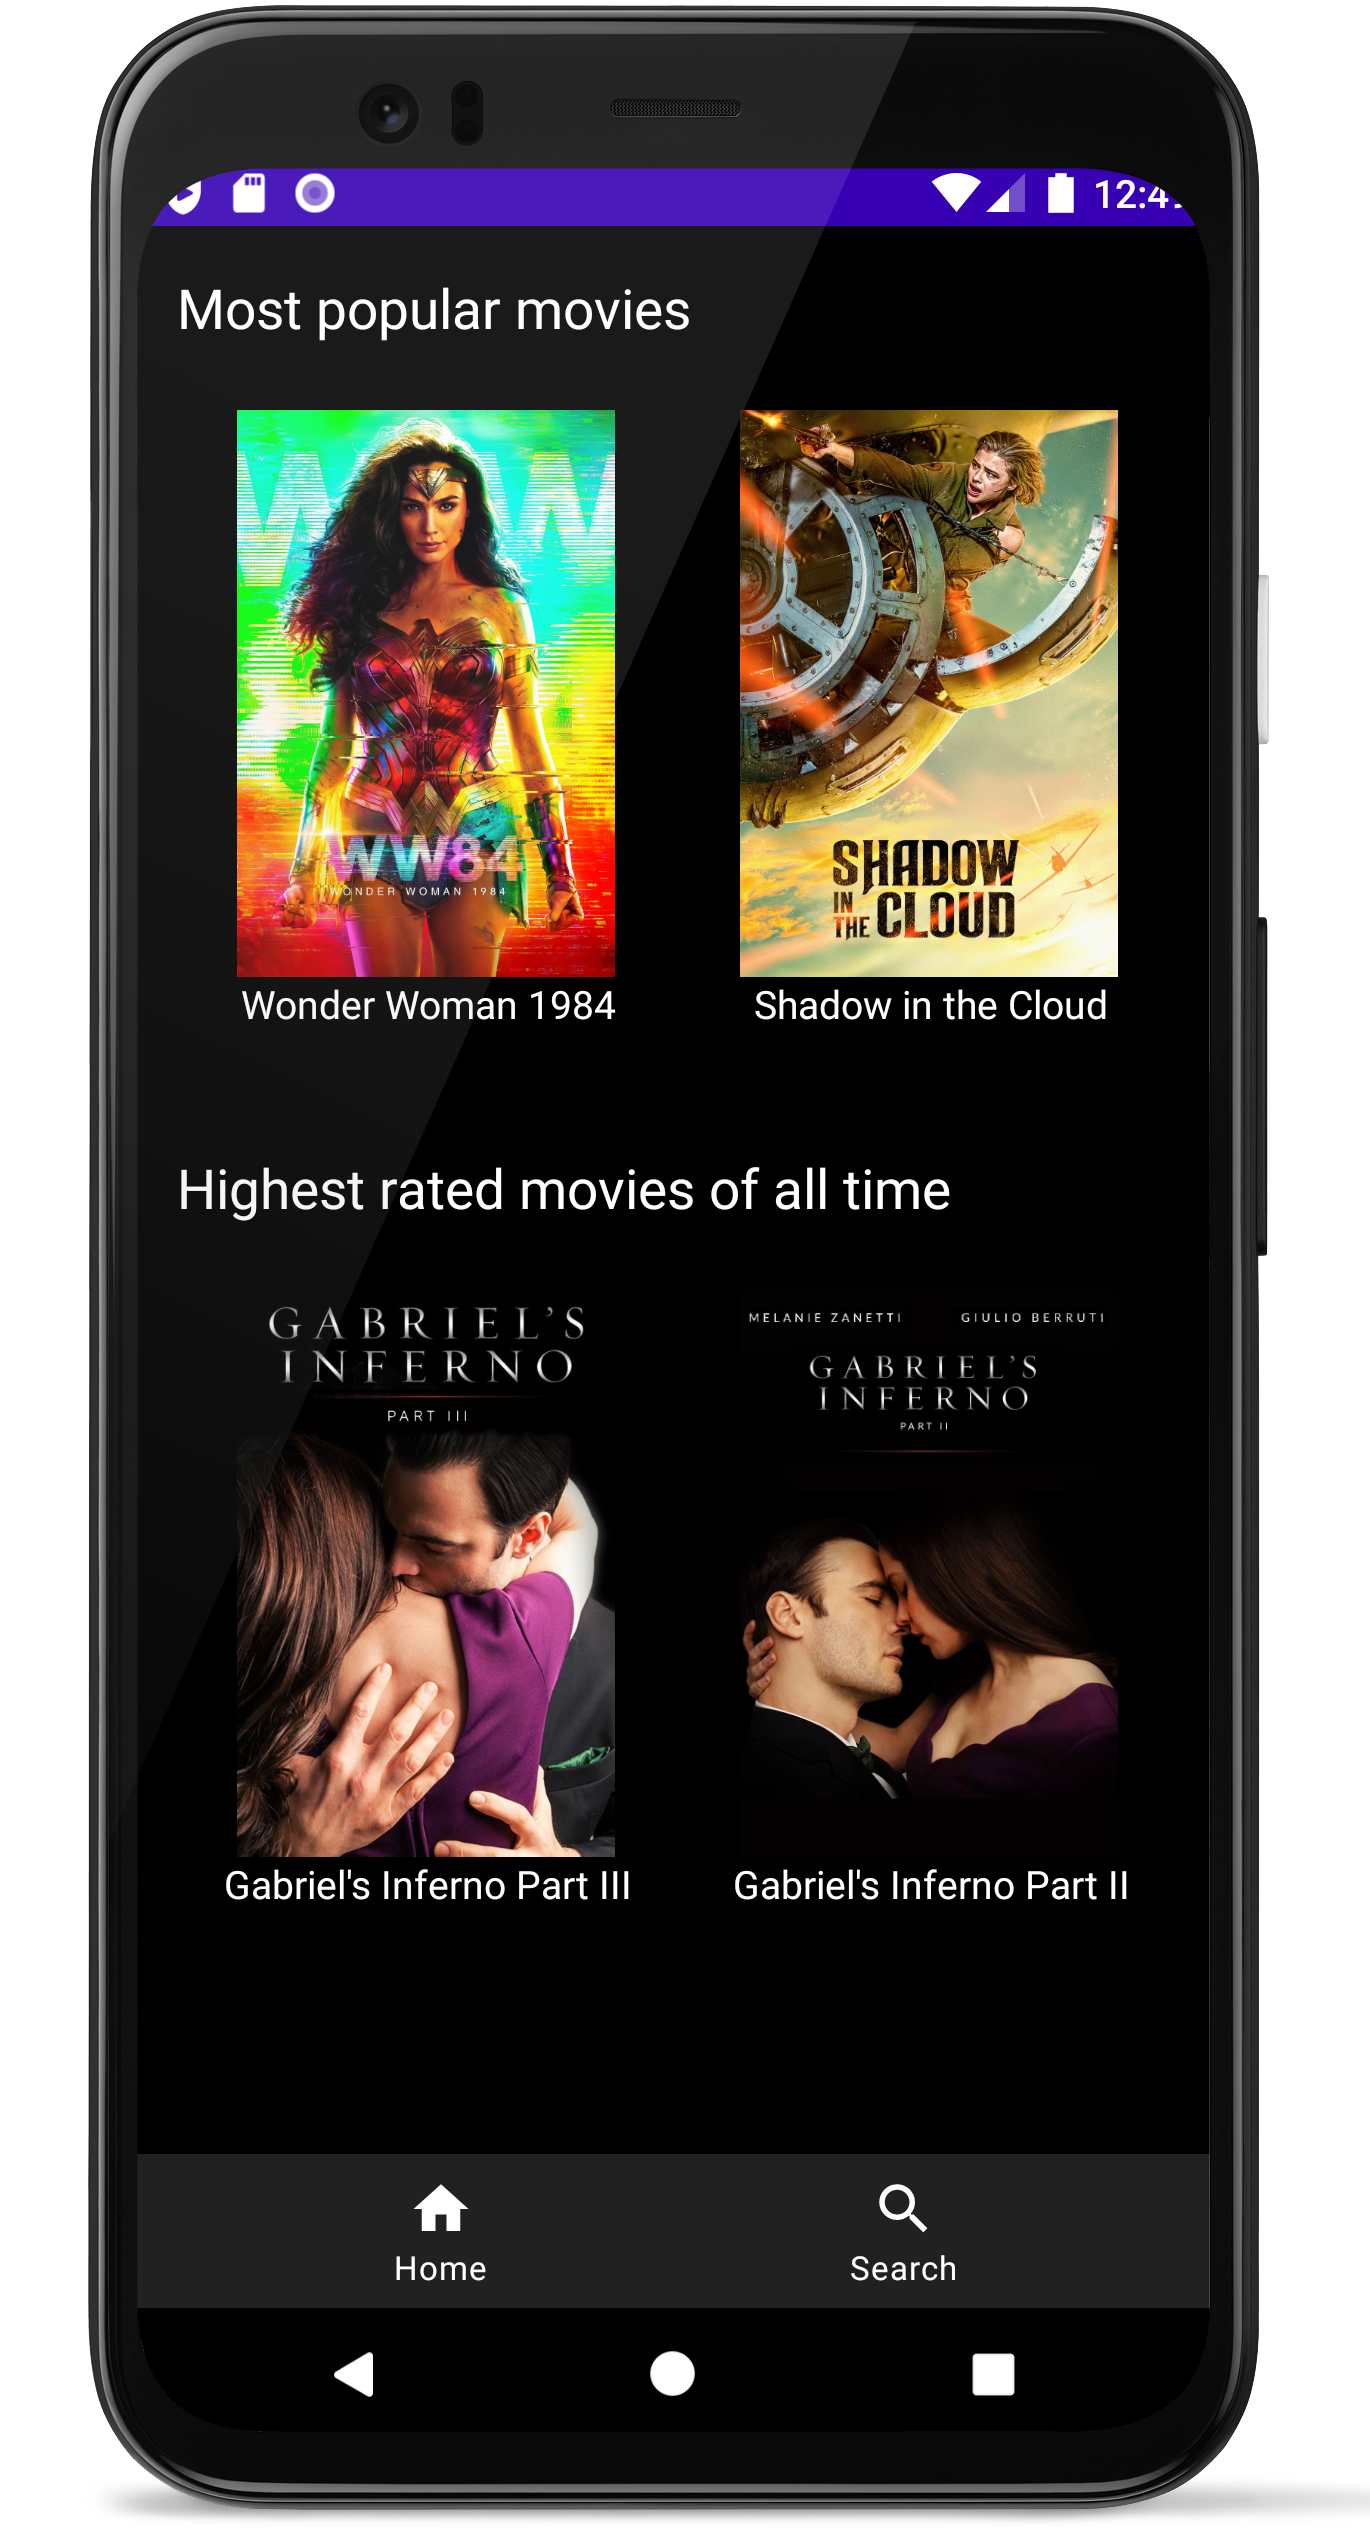 12:4
Most popular movies
WW84
WONDER WOMAN 1984
SHADOW
IN THE CLOUD
Wonder Woman 1984
Shadow in the Cloud
Highest rated movies of all time
GABRIEL'S
INFERNO
PART III
MELANIE ZANETTI GIULIO BERRUTI
GABRIEL'S
INFERNO
PART II
Gabriel's Inferno Part III
Gabriel's Inferno Part II
Home
Search